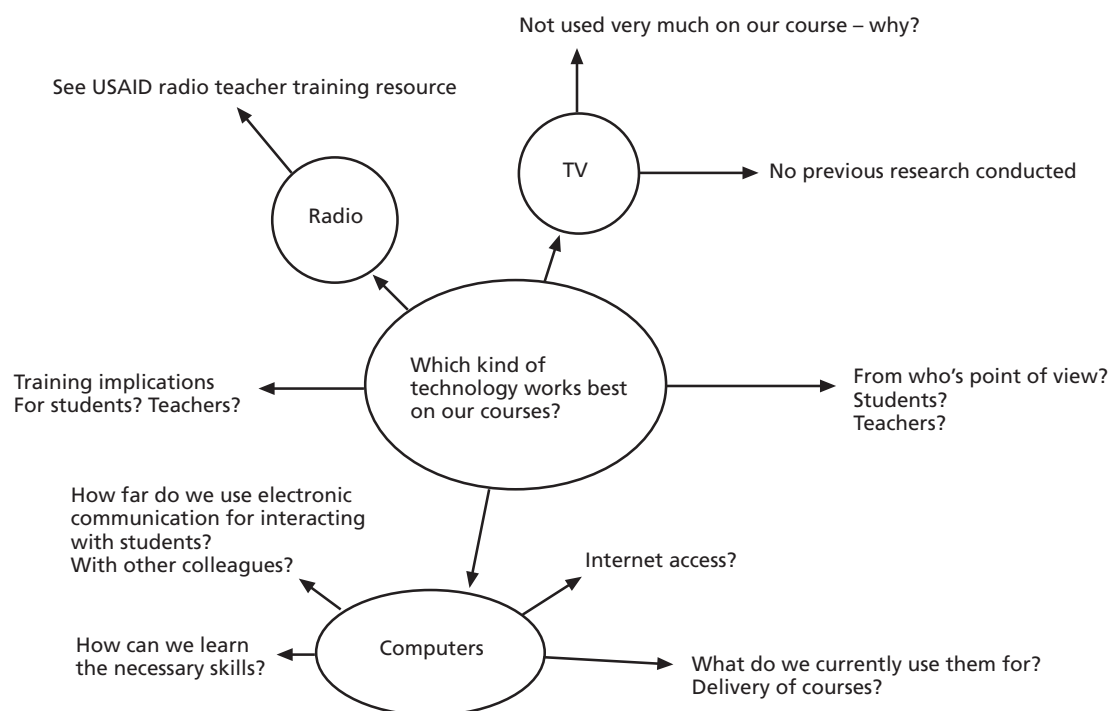 Not used very much on our course – why?
See USAID radio teacher training resource
TV
No previous research conducted
Radio
Which kind of
technology works best
on our courses?
Training implications
For students? Teachers?
From who's point of view?
Students?
Teachers?
How far do we use electronic
communication for interacting
with students?
With other colleagues?
Internet access?
Computers
How can we learn
the necessary skills?
What do we currently use them for?
Delivery of courses?